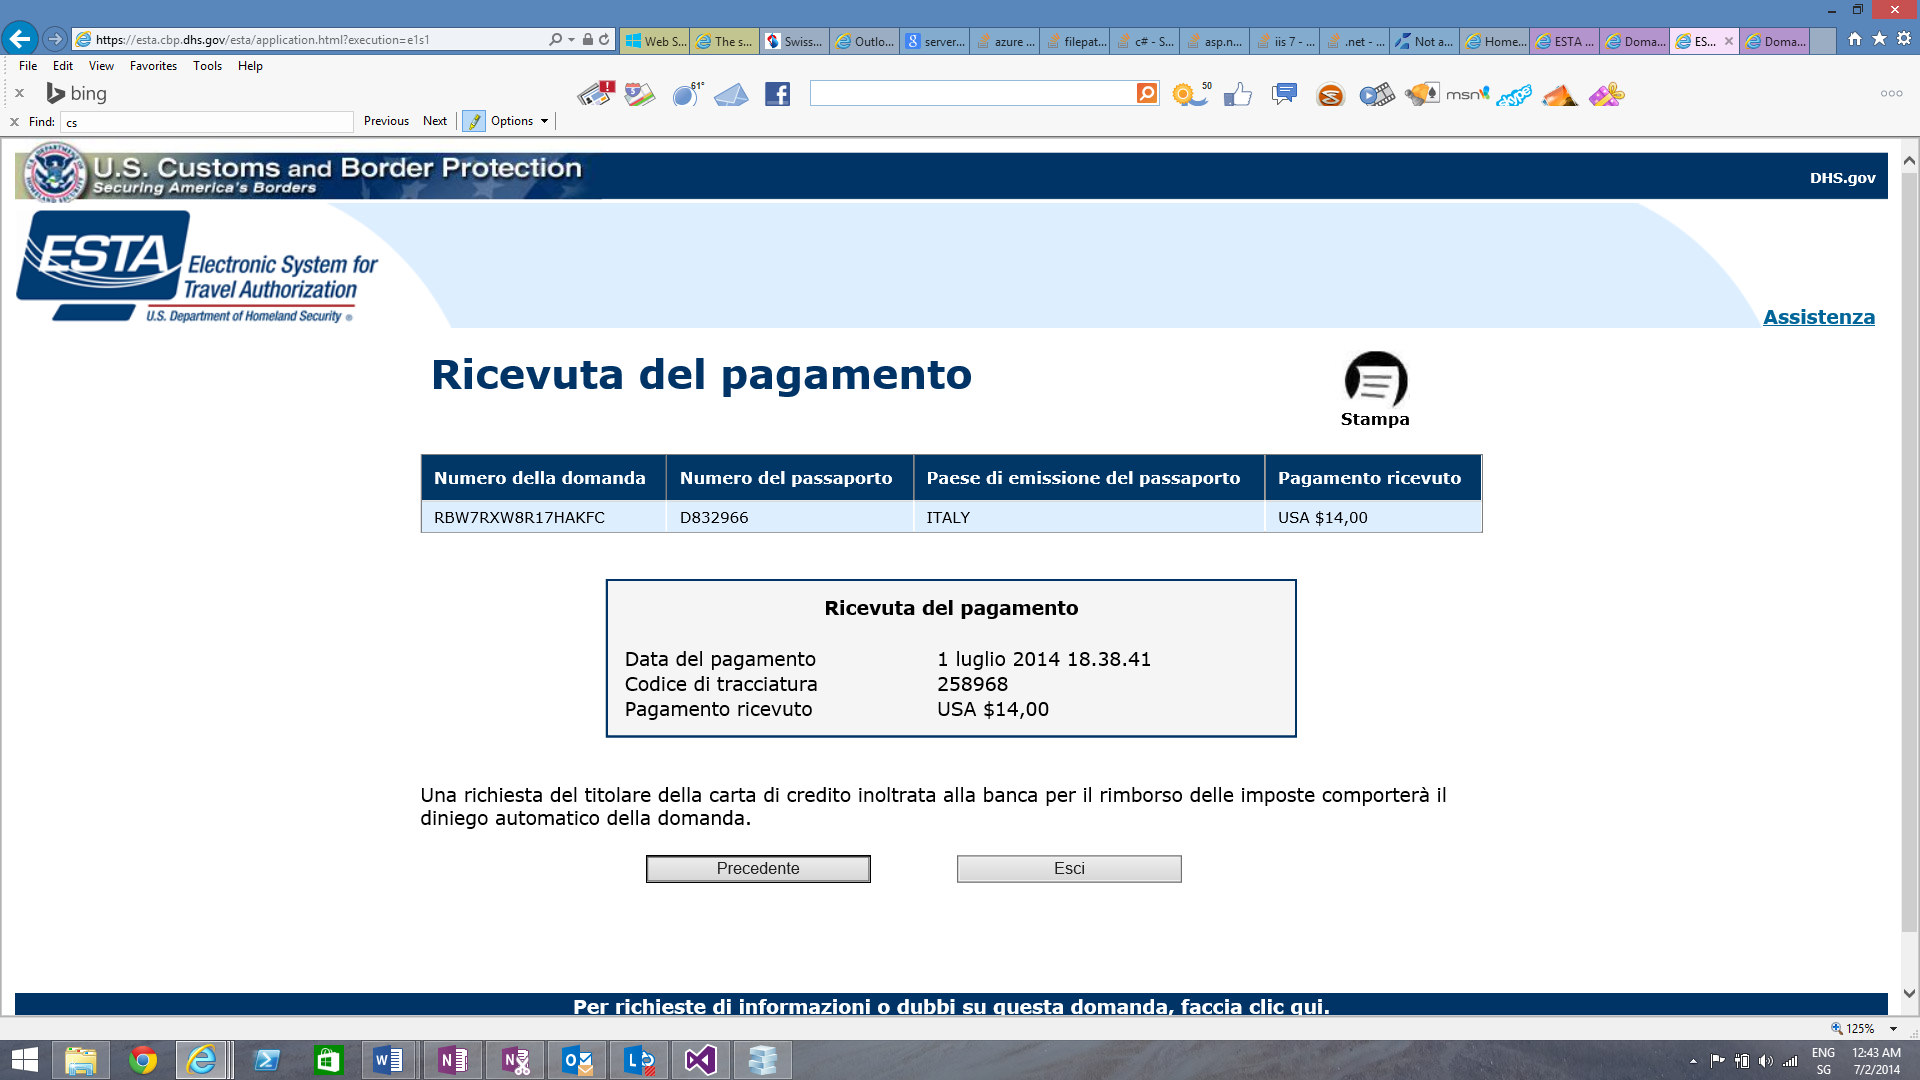 https://esta.cbp.dhs.gov/esta/application.html?execution=e1s1
Web S...
The s...
Swiss...
Outlo...
server...
azure ...
filepat...
c# - S...
asp.n...
iis 7 - ...
.net - ...
Not a...
Home...
ESTA ...
Doma...
ES...
Doma...
File Edit View Favorites Tools Help
bing
61°
50
msn
skype
Find: cs Previous Next Options
U.S. Customs and Border Protection
Securing America's Borders
DHS.gov
ESTA Electronic System for
Travel Authorization
U.S. Department of Homeland Security
Assistenza
Ricevuta del pagamento
Stampa
Numero della domanda Numero del passaporto Paese di emissione del passaporto Pagamento ricevuto
RBW7RXW8R17HAKFC D832966 ITALY USA $14,00
Ricevuta del pagamento
Data del pagamento 1 luglio 2014 18.38.41
Codice di tracciatura 258968
Pagamento ricevuto USA $14,00
Una richiesta del titolare della carta di credito inoltrata alla banca per il rimborso delle imposte comporterà il
diniego automatico della domanda.
Precedente Esci
Per richieste di informazioni o dubbi su questa domanda, faccia clic qui.
125%
ENG 12:43 AM
SG 7/2/2014